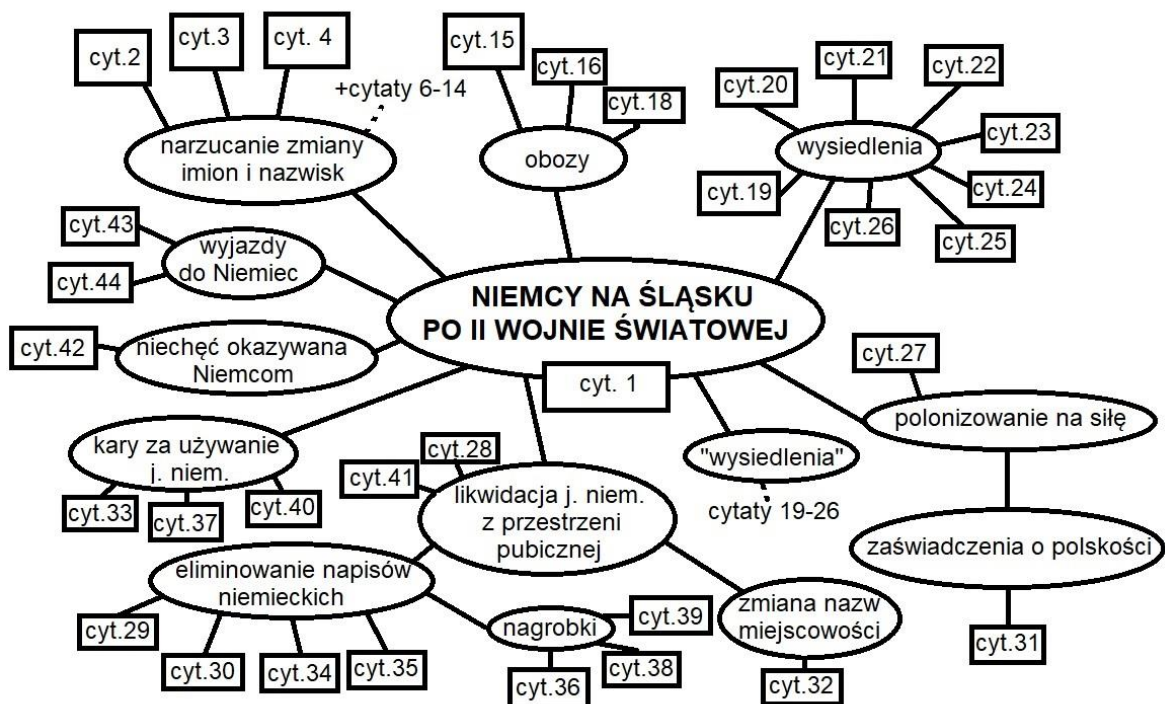 cyt.2
cyt.3
cyt. 4
+cytaty 6-14
narzucanie zmiany
imion i nazwisk
cyt.15
cyt.16
cyt.18
obozy
cyt.20
cyt.21
cyt.22
cyt.23
cyt.24
cyt.25
cyt.26
cyt.19
wysiedlenia
cyt.43
cyt.44
wyjazdy
do Niemiec
NIEMCY NA ŚLĄSKU
PO II WOJNIE ŚWIATOWEJ
cyt. 1
cyt.42
niechęć okazywana
Niemcom
cyt.27
polonizowanie na siłę
zaświadczenia o polskości
cyt.31
"wysiedlenia"
cytaty 19-26
kary za używanie
j. niem.
cyt.33
cyt.37
cyt.40
cyt.28
cyt.41
likwidacja j. niem.
z przestrzeni
pubicznej
eliminowanie napisów
niemieckich
cyt.29
cyt.30
cyt.34
cyt.35
nagrobki
cyt.39
cyt.38
cyt.36
zmiana nazw
miejscowości
cyt.32